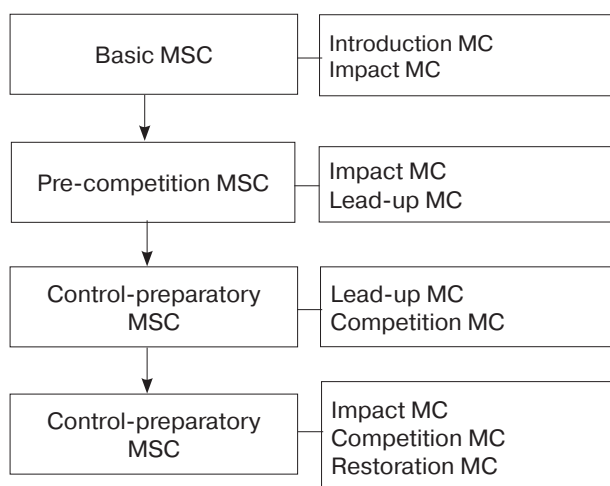 Basic MSC
Introduction MC
Impact MC
Pre-competition MSC
Impact MC
Lead-up MC
Control-preparatory
MSC
Lead-up MC
Competition MC
Control-preparatory
MSC
Impact MC
Competition MC
Restoration MC